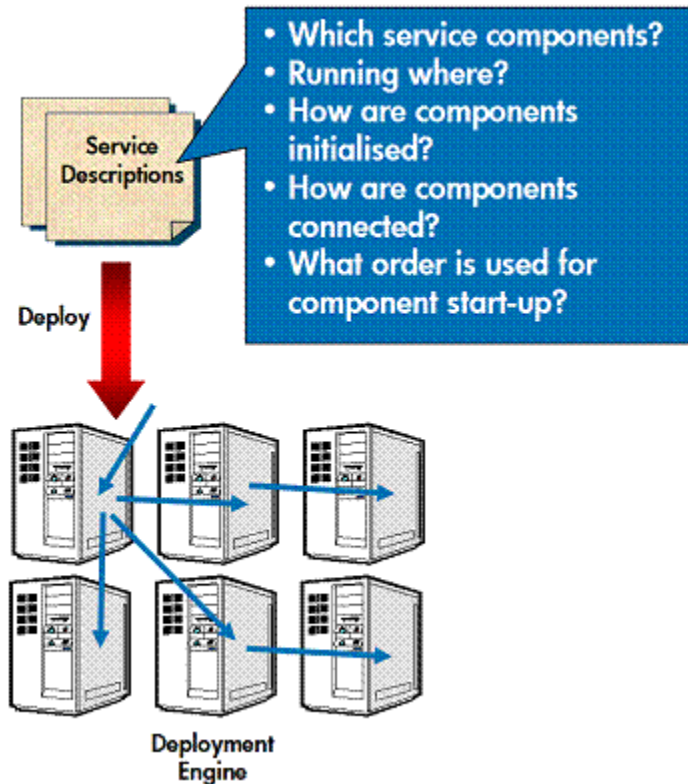 • Which service components?
• Running where?
• How are components
initialised?
• How are components
connected?
• What order is used for
component start-up?
Service
Descriptions
Deploy
Deployment
Engine